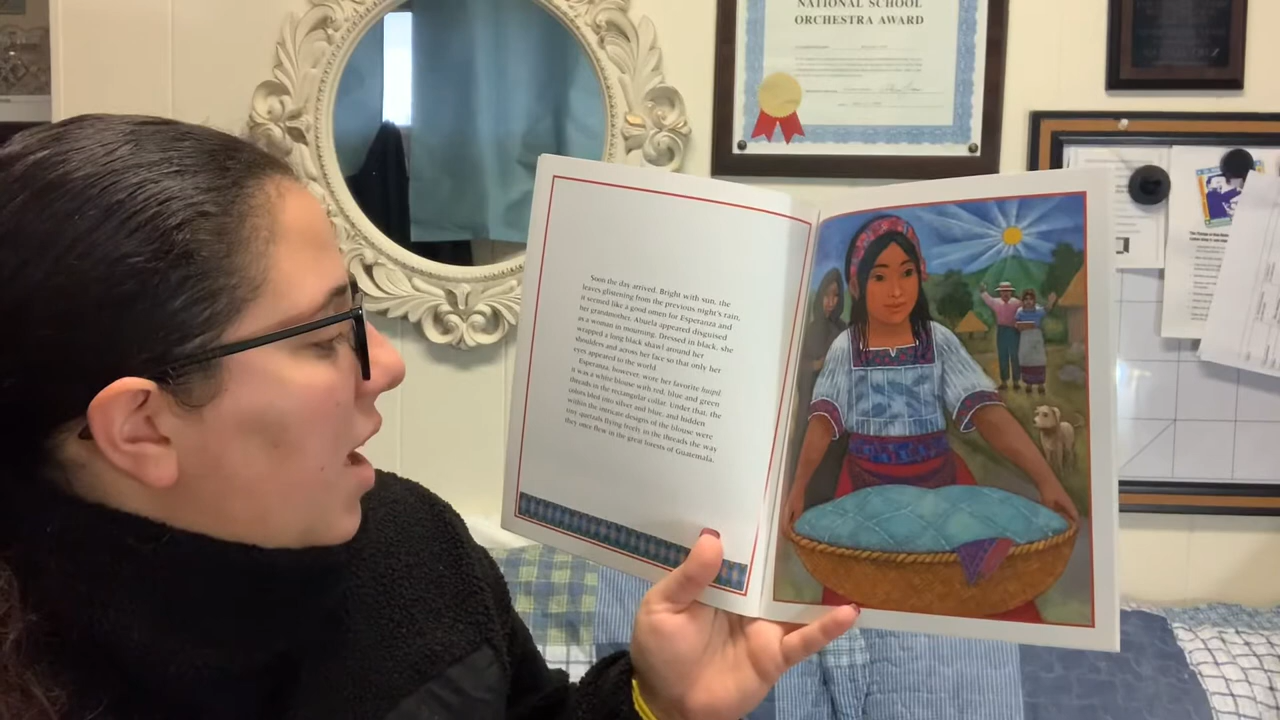 NATIONAL SCHOOL
ORCHESTRA AWARD
Soon the day arrived. Bright with sun, the
leaves glistening from the previous night's rain,
it seemed like a good omen for Esperanza and
her grandmother. Abuela appeared disguised
as a woman in mourning. Dressed in black, she
wrapped a long black shawl around her
shoulders and across her face so that only her
eyes appeared to the world.
Esperanza, however, wore her favorite huipil.
It was a white blouse with red, blue and green
threads in the rectangular collar. Under that, the
colors bled into silver and blue, and hidden
within the intricate designs of the blouse were
tiny quetzals flying freely in the threads the way
they once flew in the great forests of Guatemala.